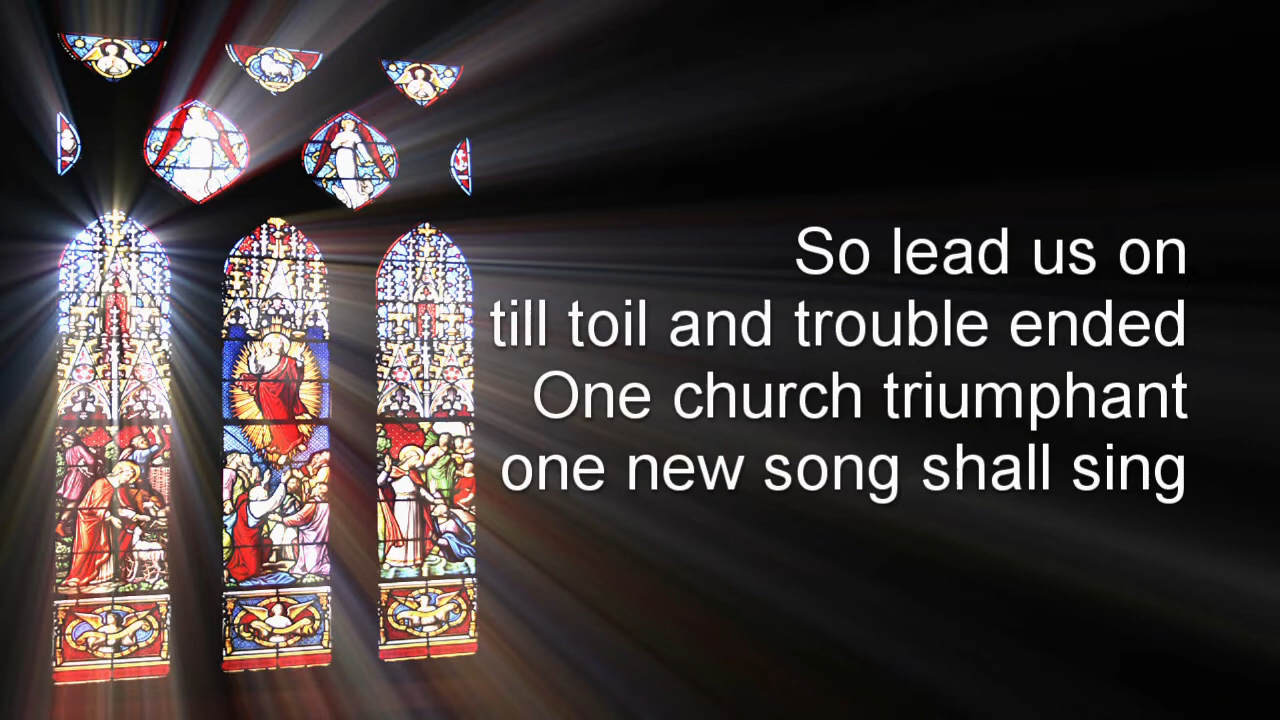 So lead us on
till toil and trouble ended
One church triumphant
one new song shall sing